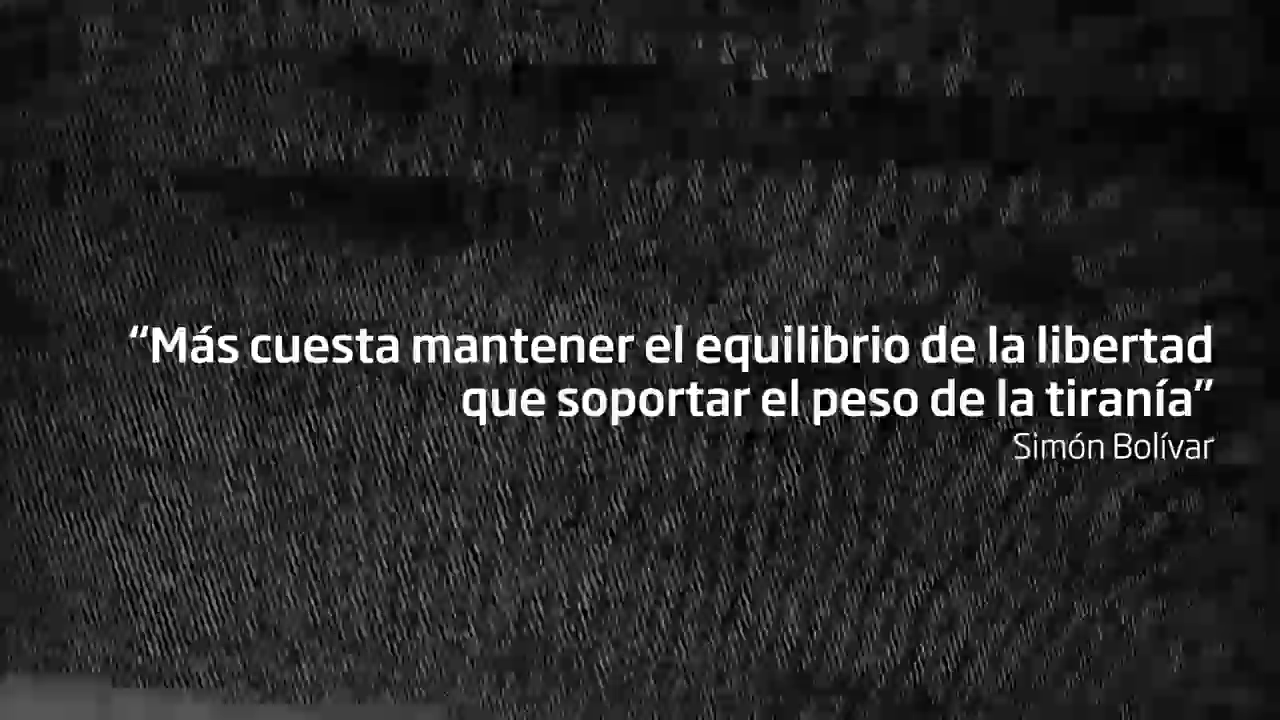 “Más cuesta mantener el equilibrio de la libertad
que soportar el peso de la tiranía”
Simón Bolívar